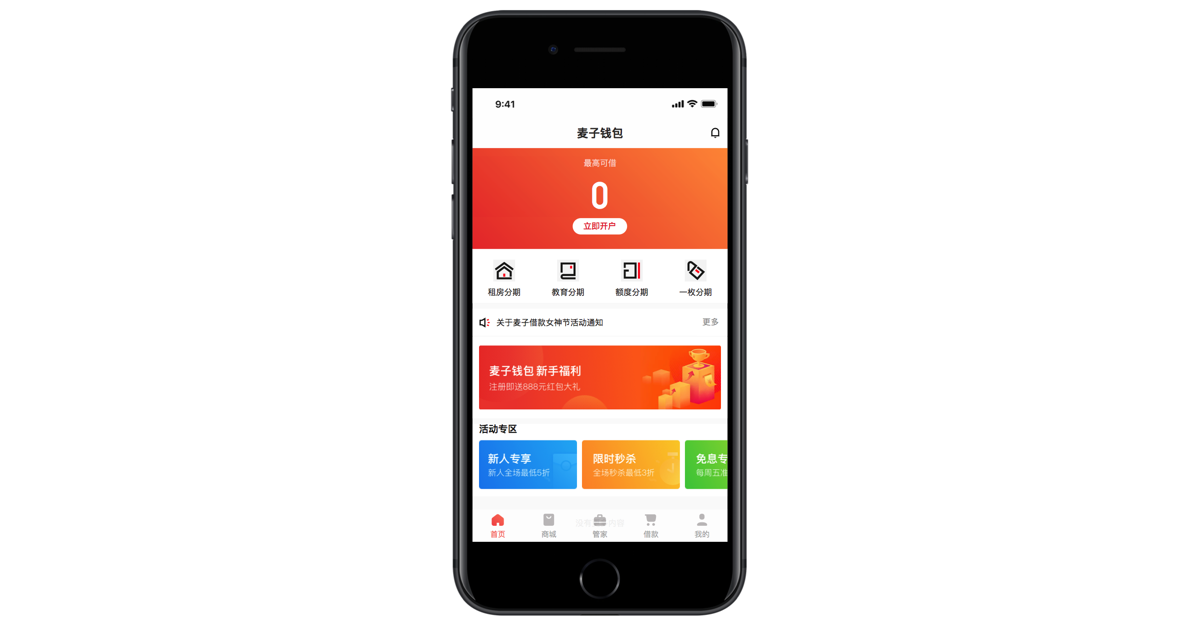 9:41
麦子钱包
最高可借
0
立即开户
租房分期 教育分期 额度分期 一枚分期
关于麦子借款女神节活动通知 更多
麦子钱包 新手福利
注册即送888元红包大礼
活动专区
新人专享 限时秒杀 免息专
新人全场最低5折 全场秒杀最低3折 每周五准
首页 商城 管家 借款 我的